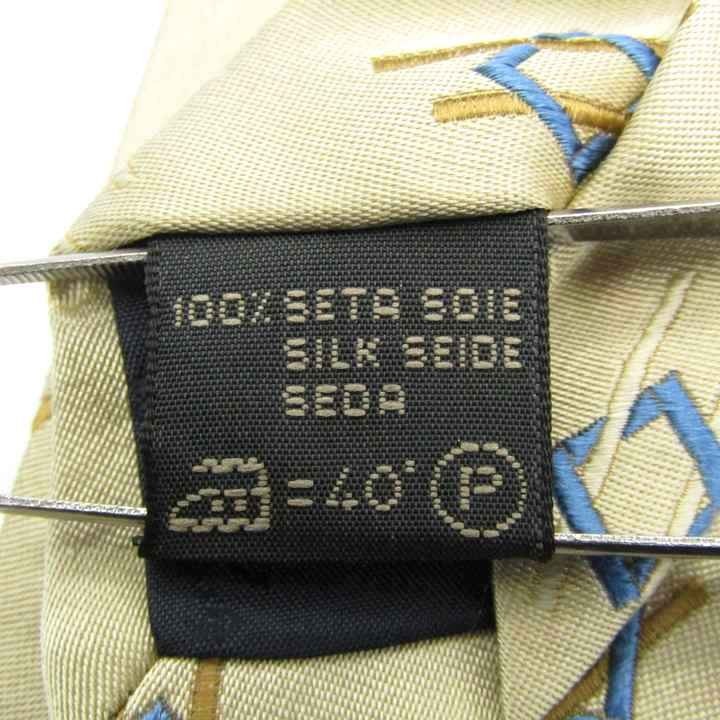 100% SETA SOIE
SILK SEIDE
SEDA
= 40° P